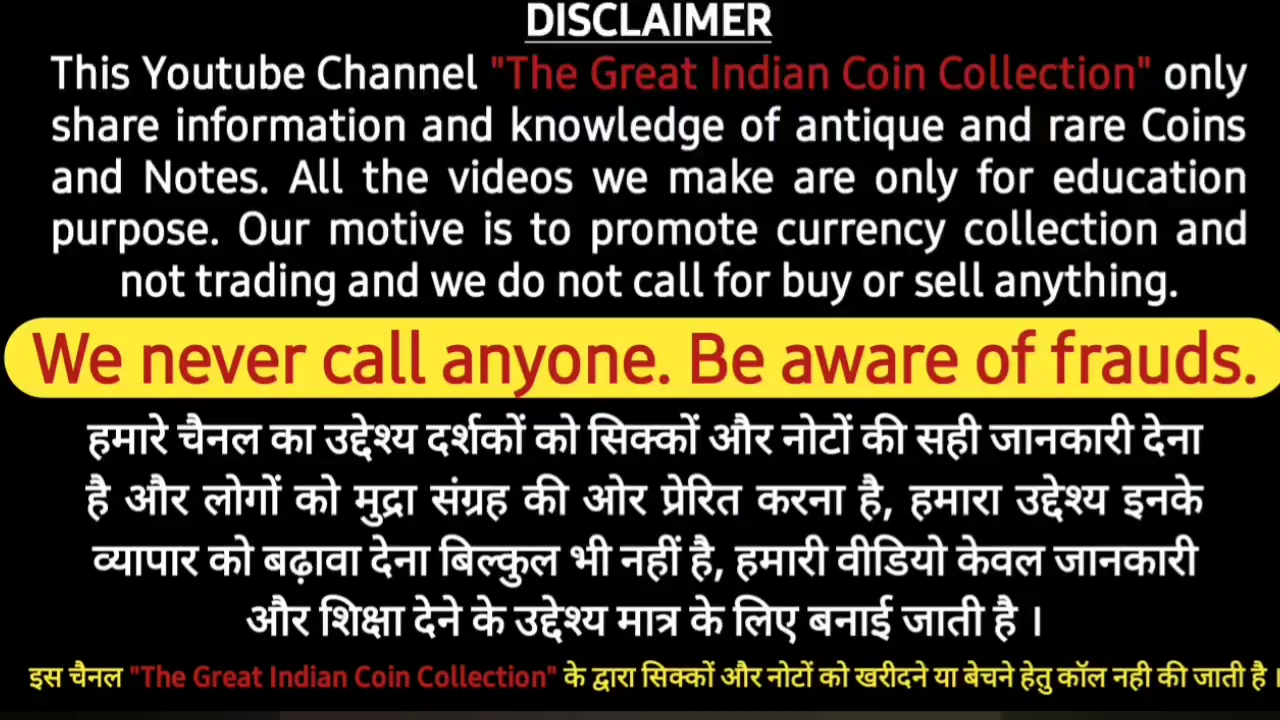 DISCLAIMER
This Youtube Channel "The Great Indian Coin Collection" only
share information and knowledge of antique and rare Coins
and Notes. All the videos we make are only for education
purpose. Our motive is to promote currency collection and
not trading and we do not call for buy or sell anything.
We never call anyone. Be aware of frauds.
हमारे चैनल का उद्देश्य दर्शकों को सिक्कों और नोटों की सही जानकारी देना
है और लोगों को मुद्रा संग्रह की ओर प्रेरित करना है, हमारा उद्देश्य इनके
व्यापार को बढ़ावा देना बिल्कुल भी नहीं है, हमारी वीडियो केवल जानकारी
और शिक्षा देने के उद्देश्य मात्र के लिए बनाई जाती है ।
इस चैनल "The Great Indian Coin Collection" के द्वारा सिक्कों और नोटों को खरीदने या बेचने हेतु कॉल नही की जाती है ।